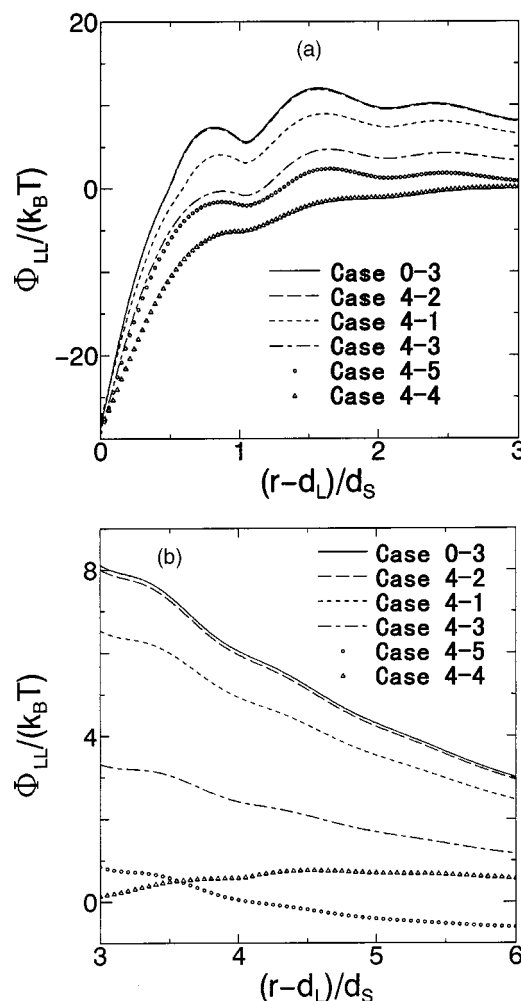 (a)
10
0
−20
Φ_LL/(k_BT)
Case 0−3
Case 4−2
Case 4−1
Case 4−3
Case 4−5
Case 4−4
0 1 2 3
(r−d_L)/d_S
(b)
8
4
0
Φ_LL/(k_BT)
Case 0−3
Case 4−2
Case 4−1
Case 4−3
Case 4−5
Case 4−4
3 4 5 6
(r−d_L)/d_S